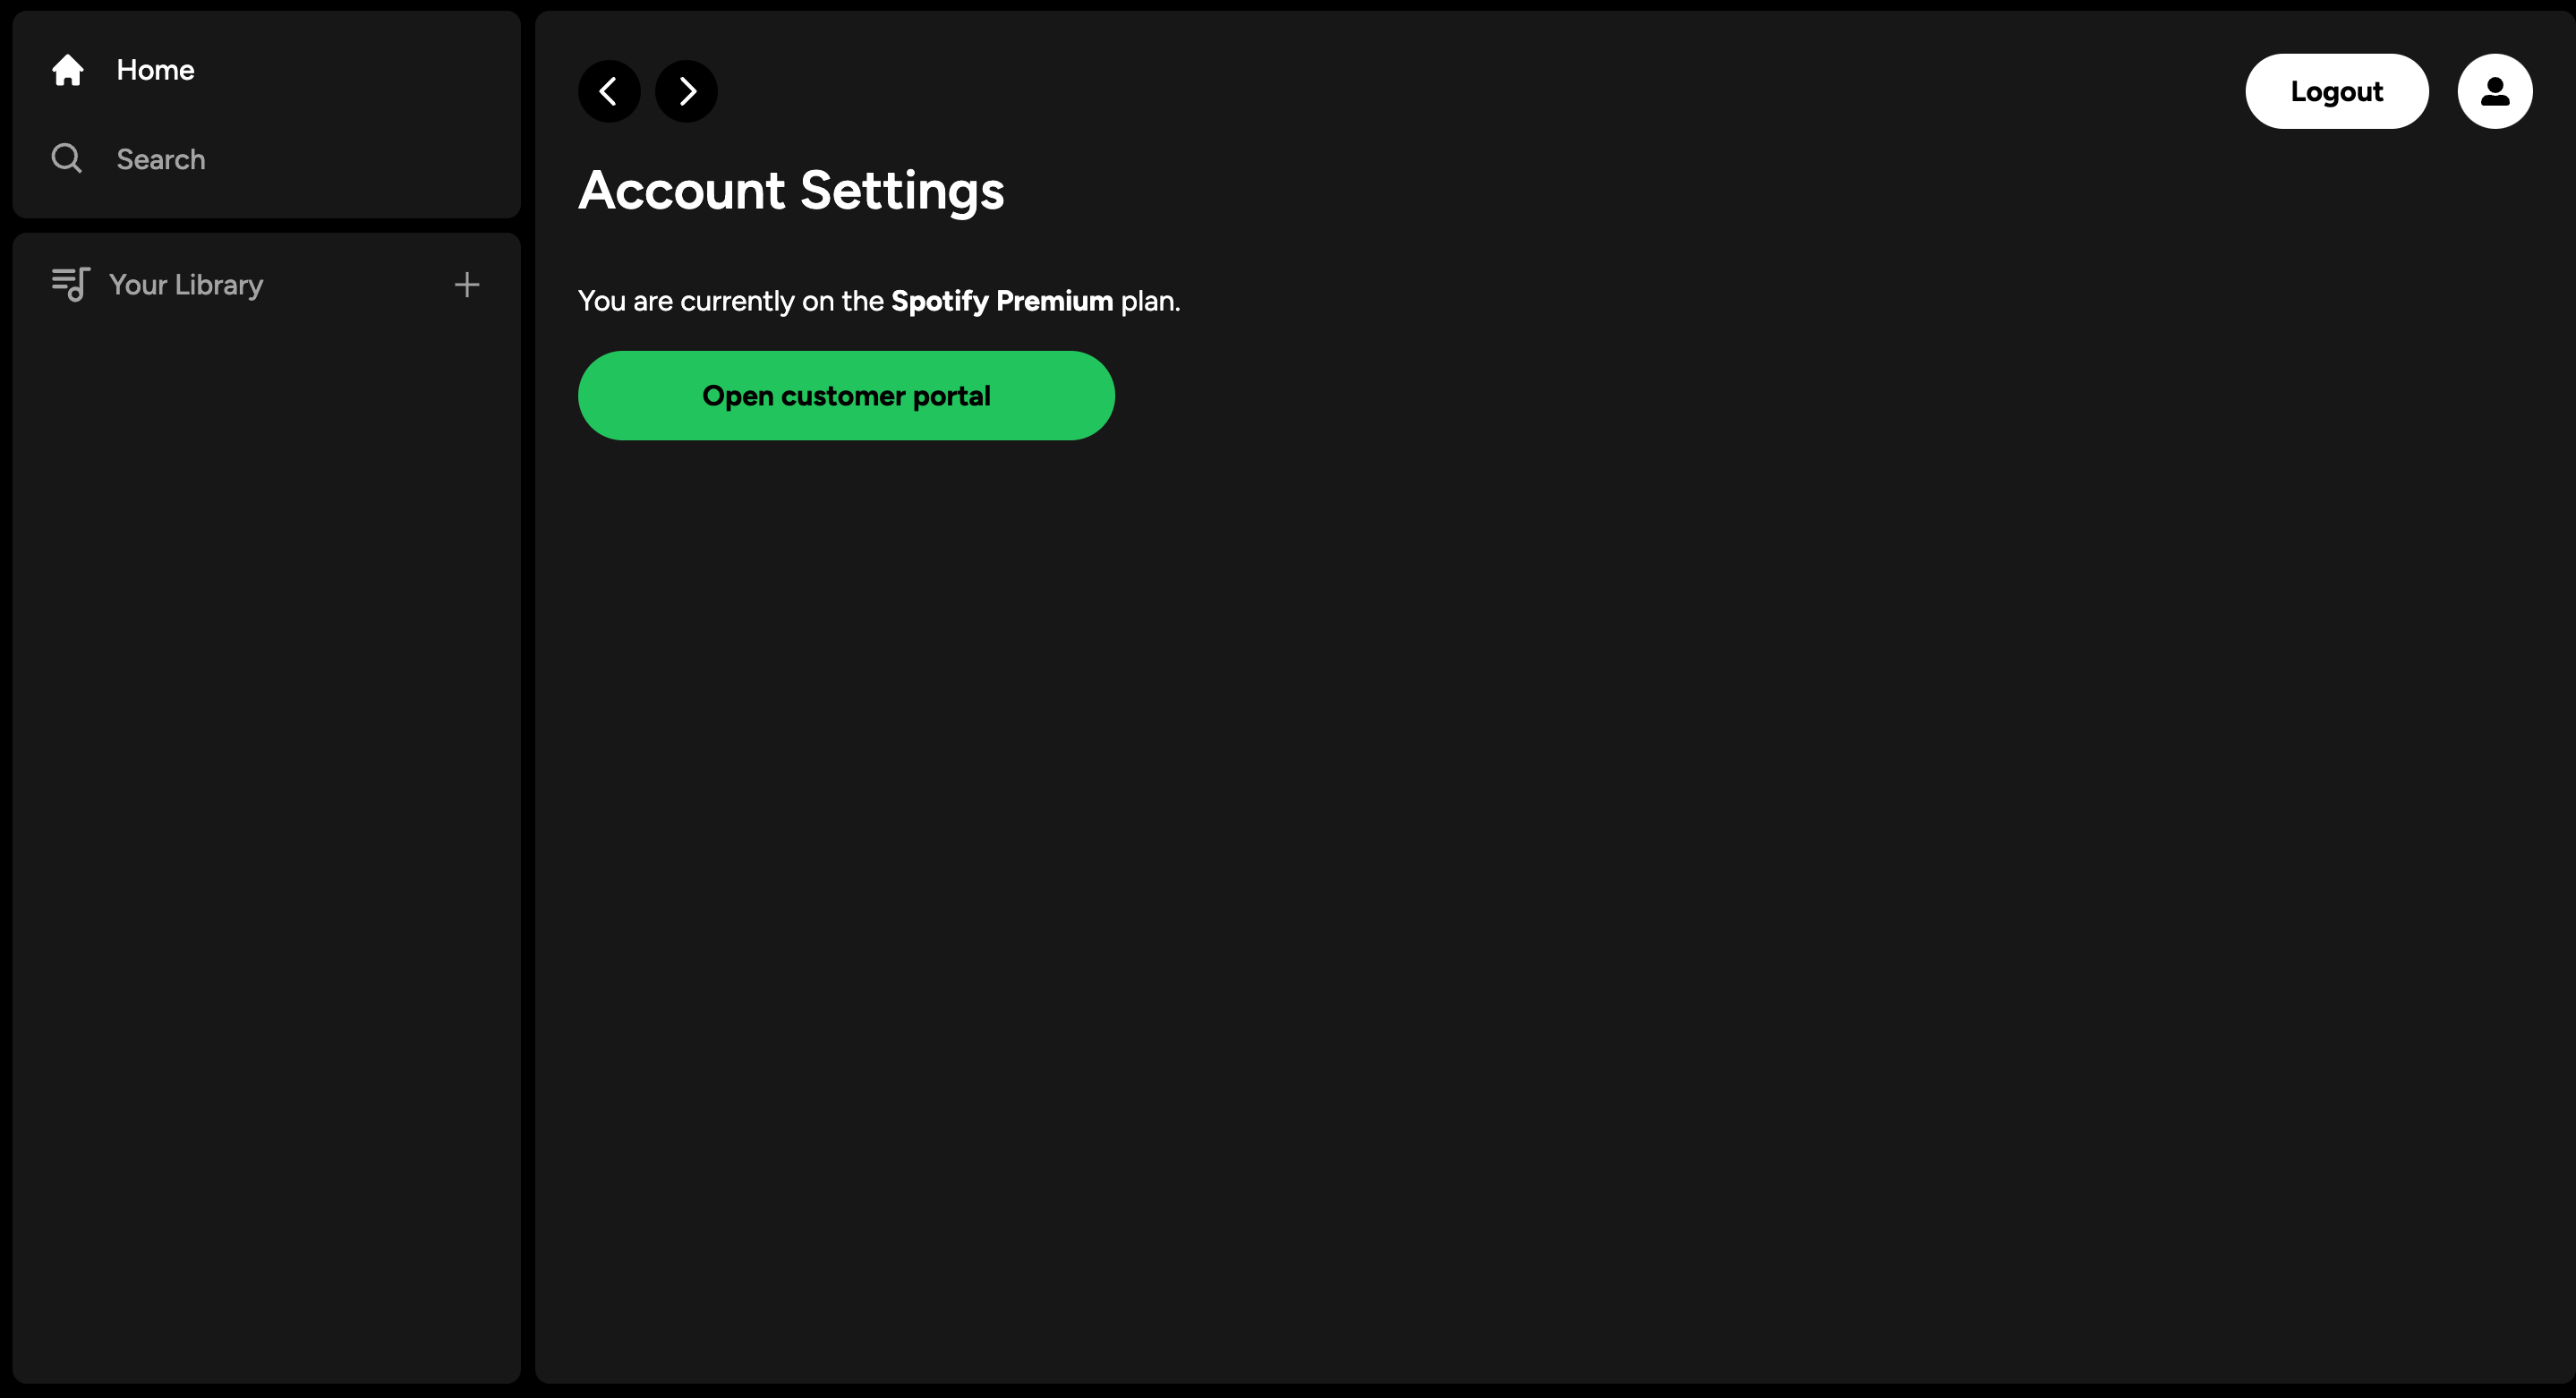 Home
Search
Your Library
Logout
Account Settings
You are currently on the Spotify Premium plan.
Open customer portal